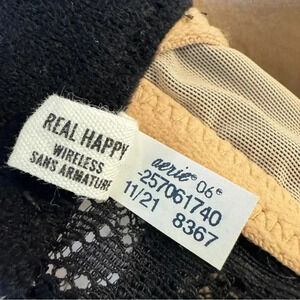 REAL HAPPY
WIRELESS
SANS ARMATURE
aerie® 06®
-257061740
11/21 8367